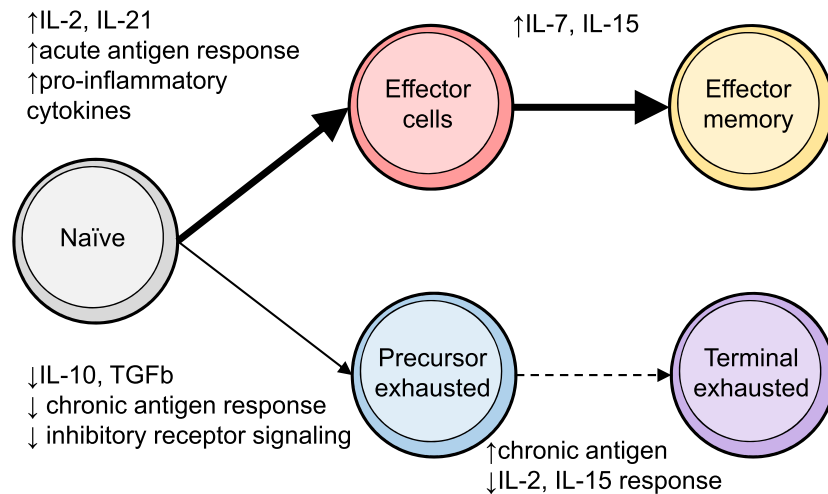 ↑IL-2, IL-21
↑acute antigen response
↑pro-inflammatory
cytokines
↑IL-7, IL-15
Effector
cells
Effector
memory
Naïve
↓IL-10, TGFb
↓ chronic antigen response
↓ inhibitory receptor signaling
Precursor
exhausted
Terminal
exhausted
↑chronic antigen
↓IL-2, IL-15 response